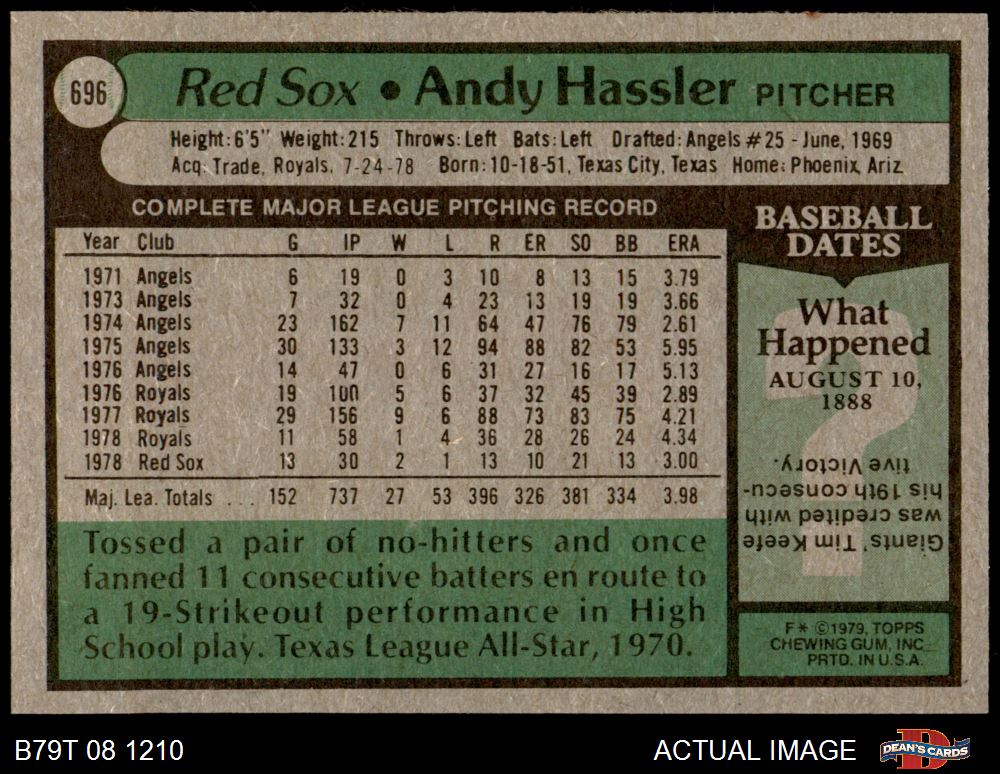 696
Red Sox • Andy Hassler PITCHER
Height: 6'5" Weight: 215 Throws: Left Bats: Left Drafted: Angels #25 - June, 1969
Acq: Trade, Royals, 7-24-78 Born: 10-18-51, Texas City, Texas Home: Phoenix, Ariz.
COMPLETE MAJOR LEAGUE PITCHING RECORD
Year Club G IP W L R ER SO BB ERA
1971 Angels 6 19 0 3 10 8 13 15 3.79
1973 Angels 7 32 0 4 23 13 19 19 3.66
1974 Angels 23 162 7 11 64 47 76 79 2.61
1975 Angels 30 133 3 12 94 88 82 53 5.95
1976 Angels 14 47 0 6 31 27 16 17 5.13
1976 Royals 19 100 5 6 37 32 45 39 2.89
1977 Royals 29 156 9 6 88 73 83 75 4.21
1978 Royals 11 58 1 4 36 28 26 24 4.34
1978 Red Sox 13 30 2 1 13 10 21 13 3.00
Maj. Lea. Totals . . . 152 737 27 53 396 326 381 334 3.98
Tossed a pair of no-hitters and once
fanned 11 consecutive batters en route to
a 19-Strikeout performance in High
School play. Texas League All-Star, 1970.
BASEBALL
DATES
What
Happened
AUGUST 10,
1888
?
Giants' Tim Keefe
was credited with
his 19th consecu-
tive Victory.
F* ©1979, TOPPS
CHEWING GUM, INC.
PRTD. IN U.S.A.
B79T 08 1210
ACTUAL IMAGE
DEAN'S CARDS